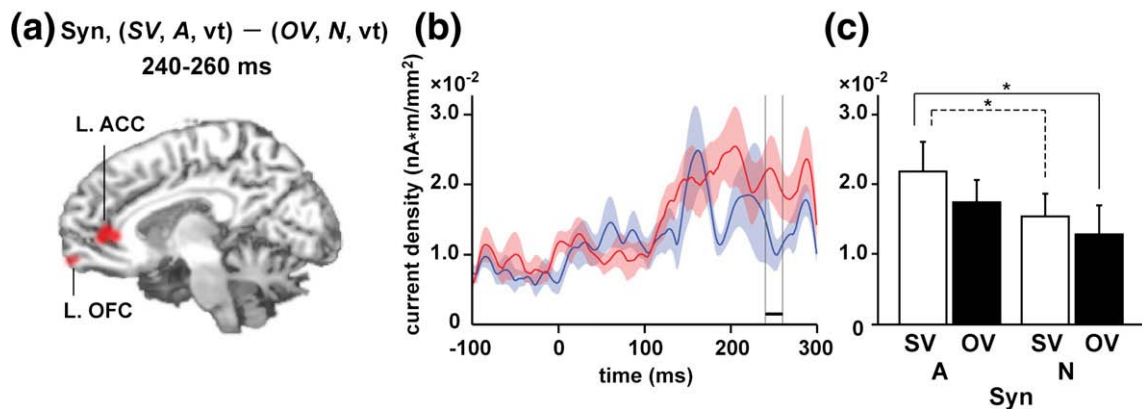 (a) Syn, (SV, A, vt) − (OV, N, vt)
240-260 ms
L. ACC
L. OFC
(b)
×10⁻²
3.0
2.0
1.0
0
current density (nA*m/mm²)
-100 0 100 200 300
time (ms)
(c)
×10⁻²
3.0
2.0
1.0
0
*
*
SV OV SV OV
A N
Syn